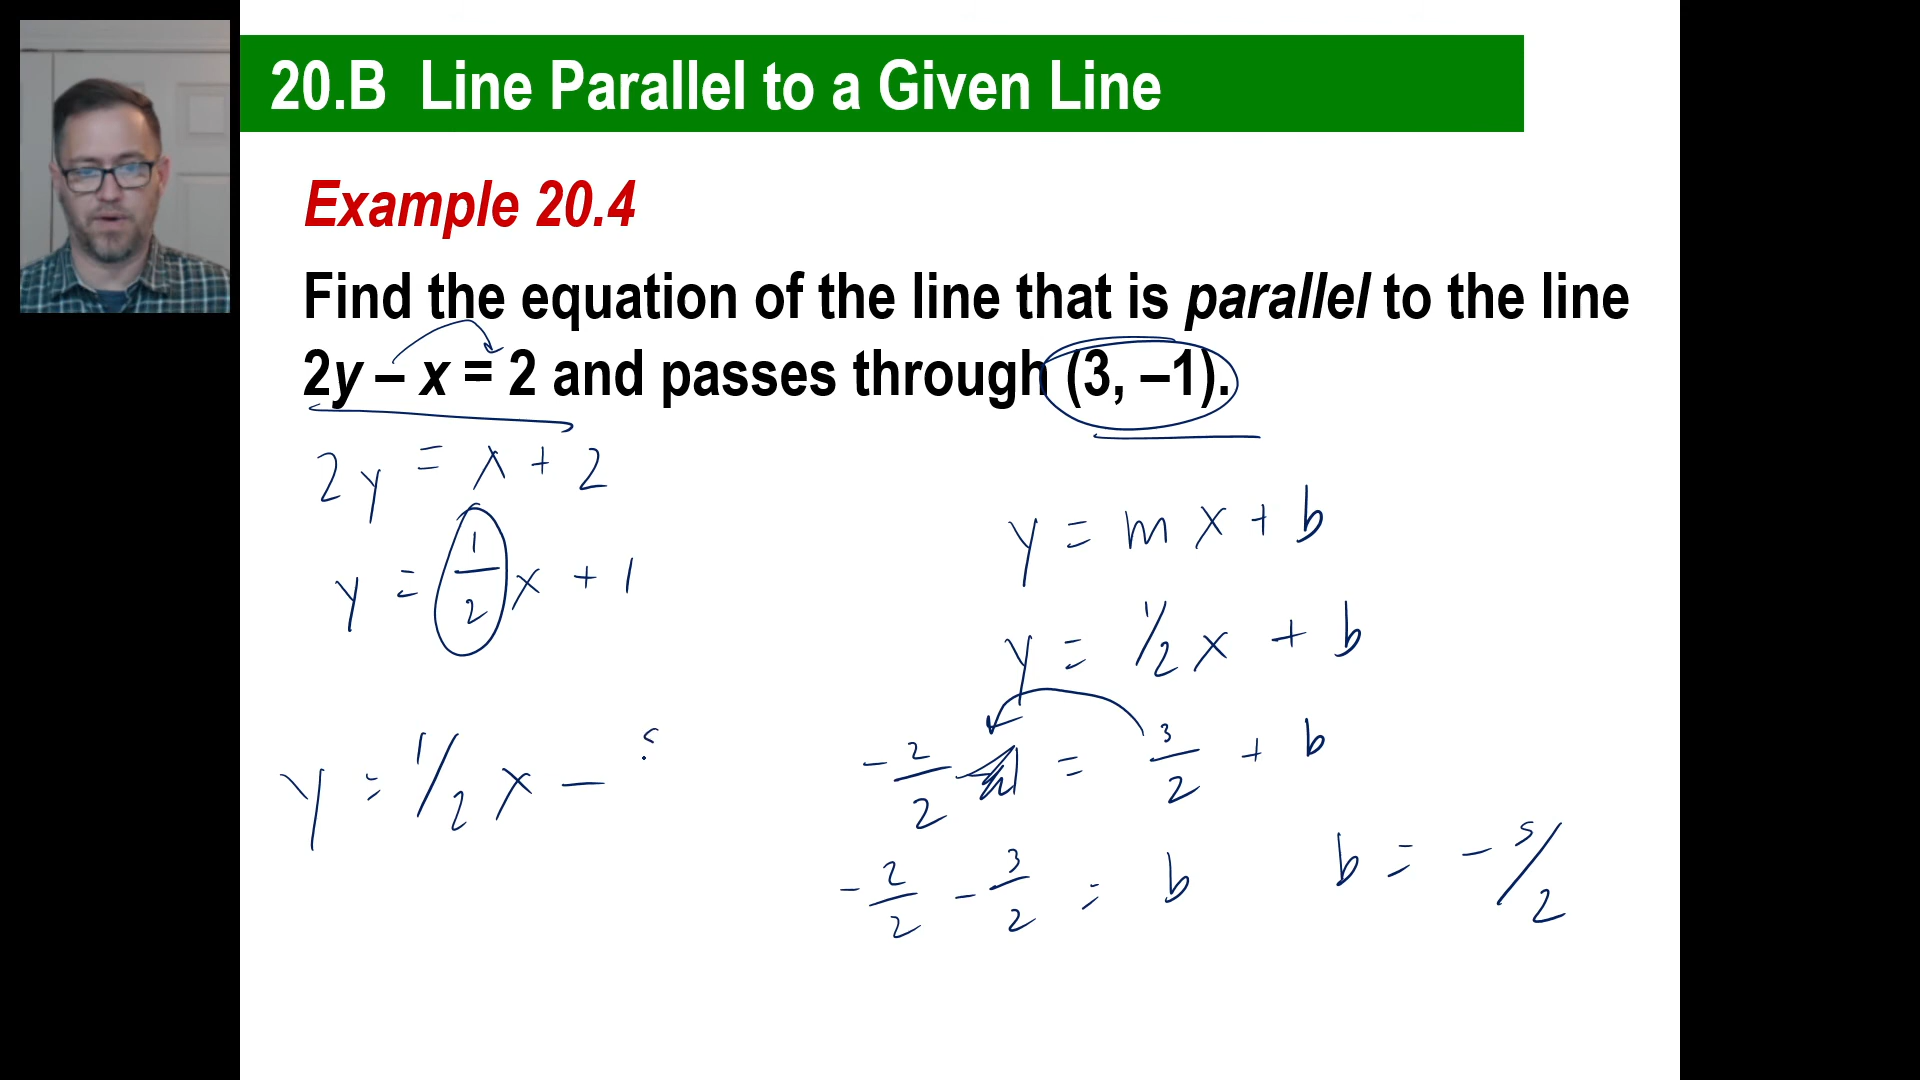 20.B Line Parallel to a Given Line
Example 20.4
Find the equation of the line that is parallel to the line
2y – x = 2 and passes through (3, –1).
2y = x + 2
y = 1/2 x + 1
y = mx + b
y = 1/2 x + b
-2/2 = 3/2 + b
-2/2 - 3/2 = b
b = -5/2
y = 1/2 x -